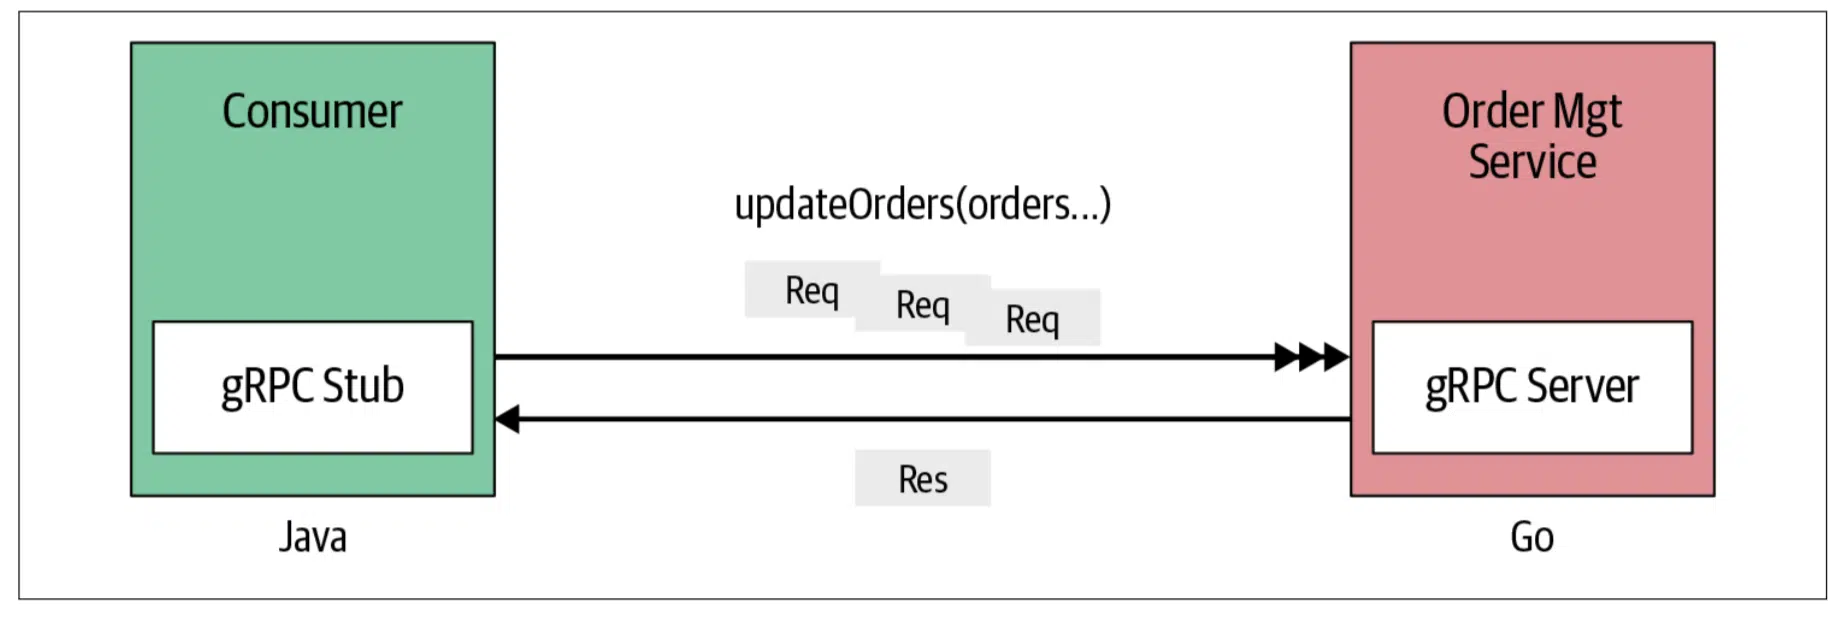 Consumer
Order Mgt
Service
updateOrders(orders...)
Req
Req
Req
gRPC Stub
gRPC Server
Res
Java
Go